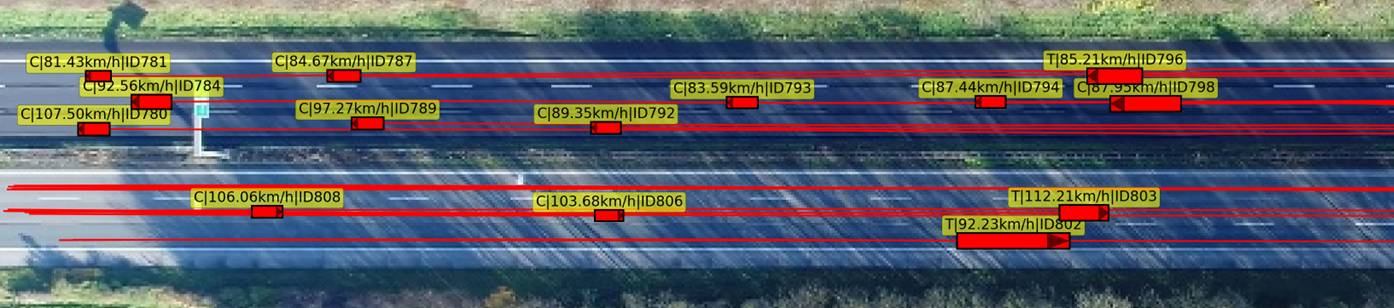 C|81.43km/h|ID781
C|84.67km/h|ID787
T|85.21km/h|ID796
C|92.56km/h|ID784
C|83.59km/h|ID793
C|87.44km/h|ID794
C|87.95km/h|ID798
C|107.50km/h|ID780
C|97.27km/h|ID789
C|89.35km/h|ID792
C|106.06km/h|ID808
C|103.68km/h|ID806
T|112.21km/h|ID803
T|92.23km/h|ID802